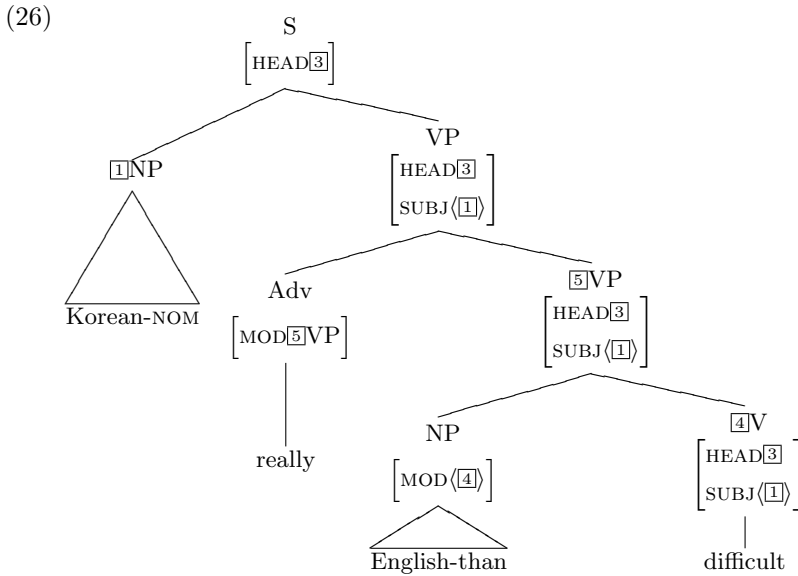 (26)
S
[HEAD 3]
VP
1 NP
[HEAD 3
SUBJ⟨1⟩]
Adv
5 VP
Korean-NOM
[MOD 5 VP]
[HEAD 3
SUBJ⟨1⟩]
NP
4 V
really
[MOD⟨4⟩]
[HEAD 3
SUBJ⟨1⟩]
English-than
difficult